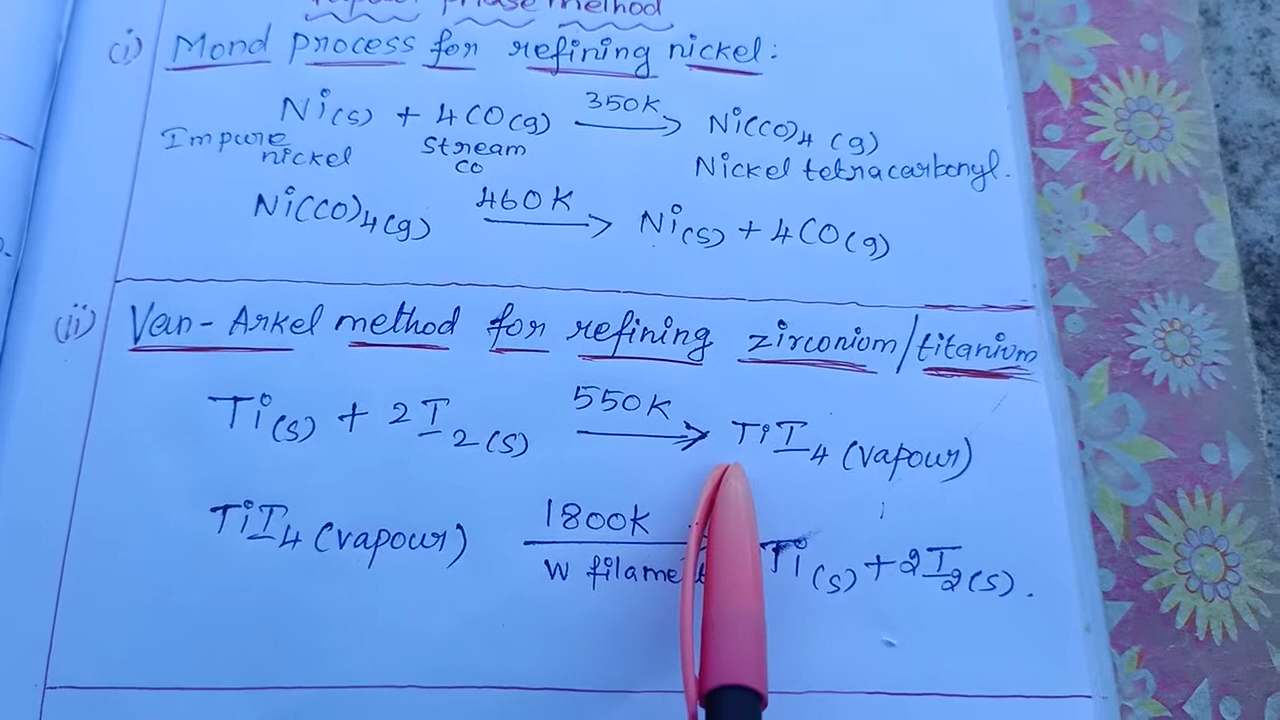 phase method
(i) Mond process for refining nickel:
Ni(s) + 4CO(g) 350K → Ni(CO)4 (g)
Impure nickel Stream CO Nickel tetracarbonyl.
Ni(CO)4(g) 460K → Ni(s) + 4CO(g)
(ii) Van-Arkel method for refining zirconium/titanium
Ti(s) + 2I2(s) 550K → TiI4 (vapour)
TiI4 (vapour) 1800K Ti(s) + 2I2(s).
W filame